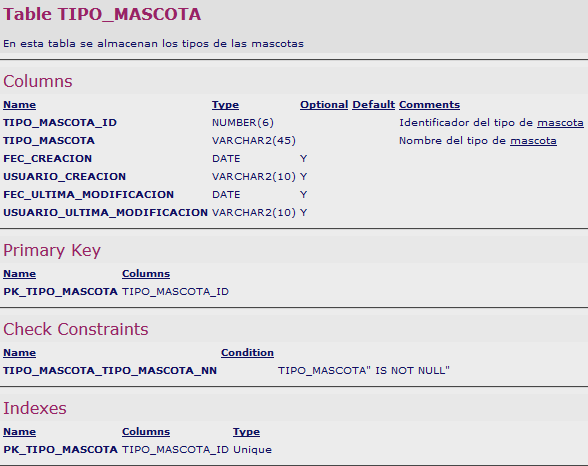 Table TIPO_MASCOTA
En esta tabla se almacenan los tipos de las mascotas
Columns
Name Type Optional Default Comments
TIPO_MASCOTA_ID NUMBER(6) Identificador del tipo de mascota
TIPO_MASCOTA VARCHAR2(45) Nombre del tipo de mascota
FEC_CREACION DATE Y
USUARIO_CREACION VARCHAR2(10) Y
FEC_ULTIMA_MODIFICACION DATE Y
USUARIO_ULTIMA_MODIFICACION VARCHAR2(10) Y
Primary Key
Name Columns
PK_TIPO_MASCOTA TIPO_MASCOTA_ID
Check Constraints
Name Condition
TIPO_MASCOTA_TIPO_MASCOTA_NN TIPO_MASCOTA" IS NOT NULL"
Indexes
Name Columns Type
PK_TIPO_MASCOTA TIPO_MASCOTA_ID Unique